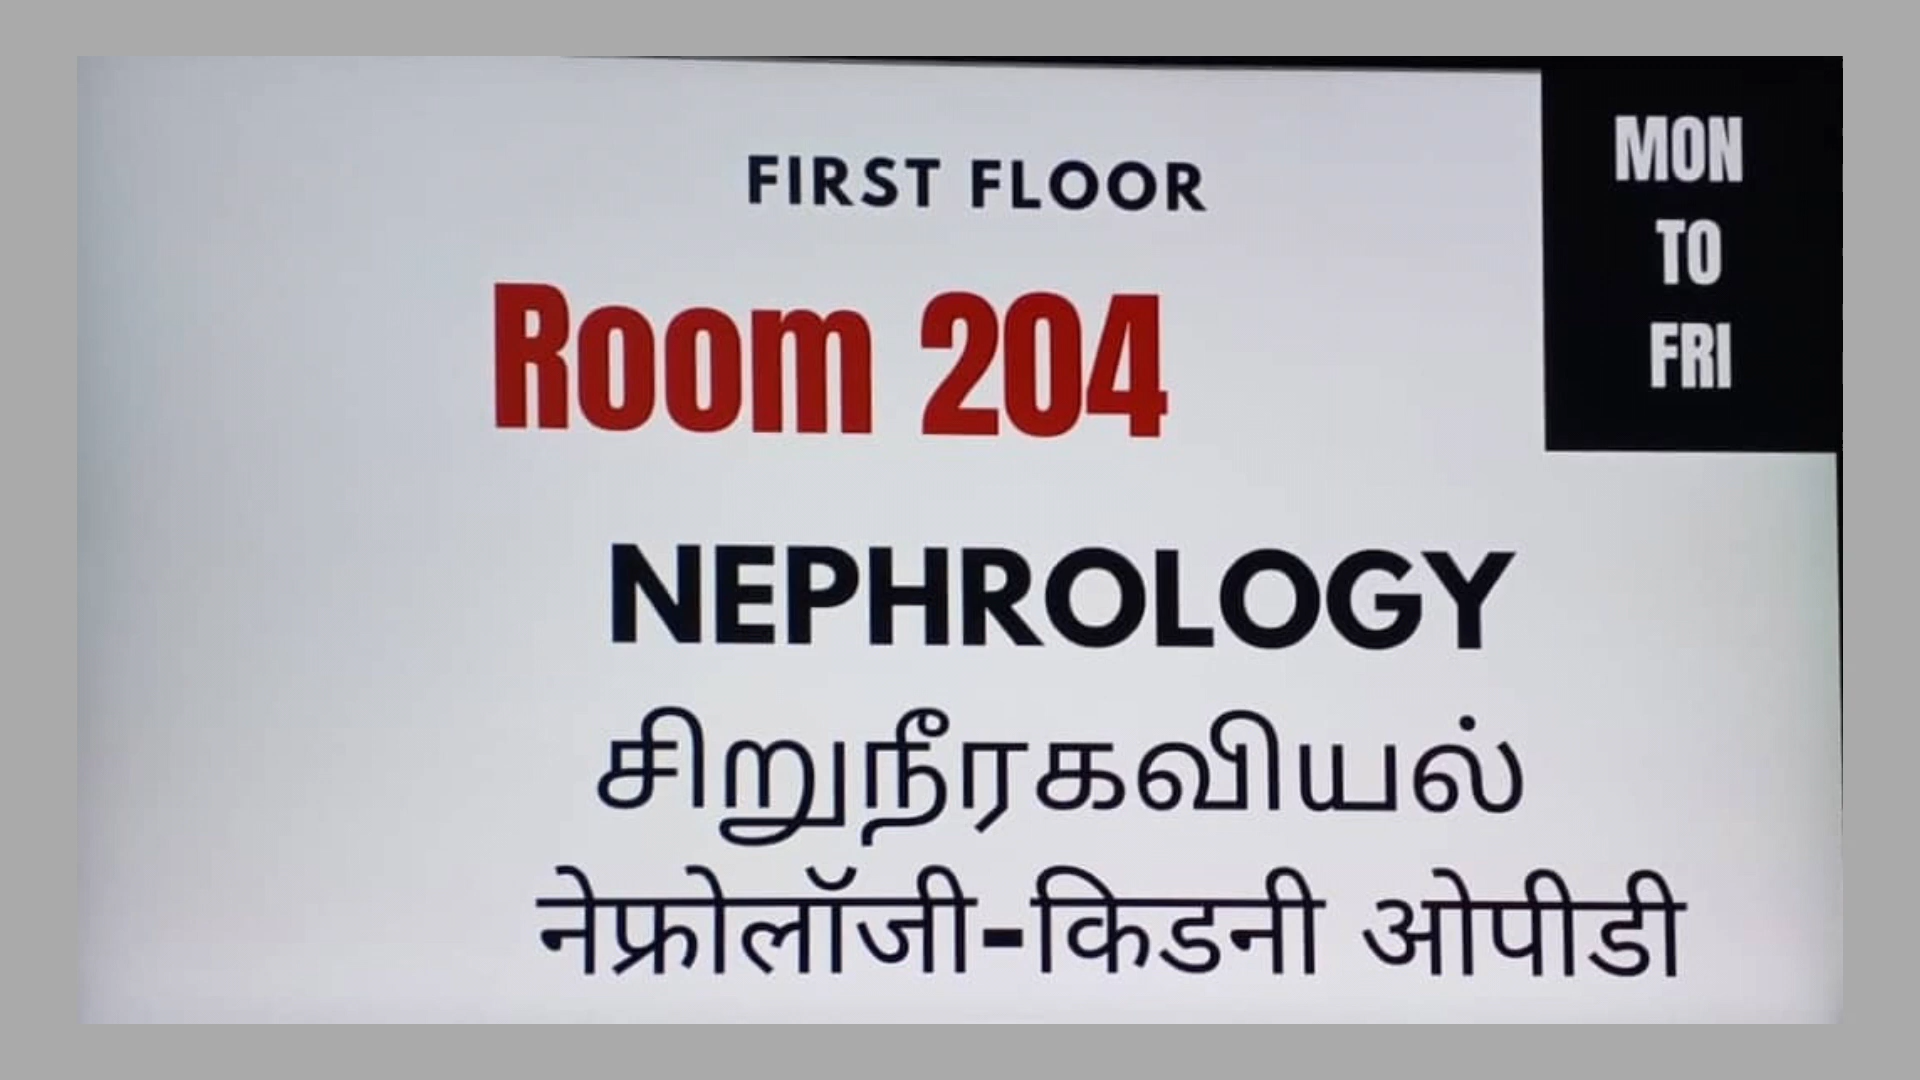 FIRST FLOOR
MON
TO
FRI
Room 204
NEPHROLOGY
சிறுநீரகவியல்
नेफ्रोलॉजी-किडनी ओपीडी